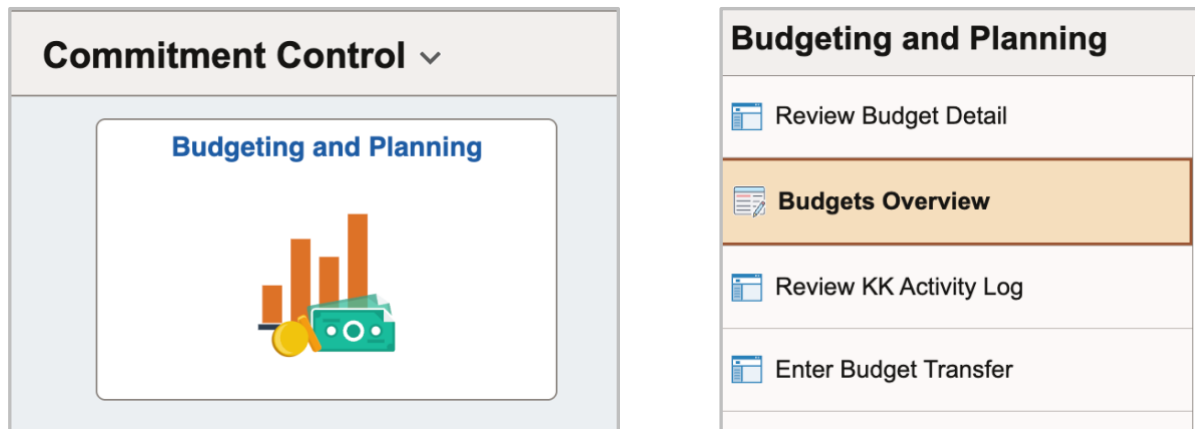 Commitment Control
Budgeting and Planning
Budgeting and Planning
Review Budget Detail
Budgets Overview
Review KK Activity Log
Enter Budget Transfer